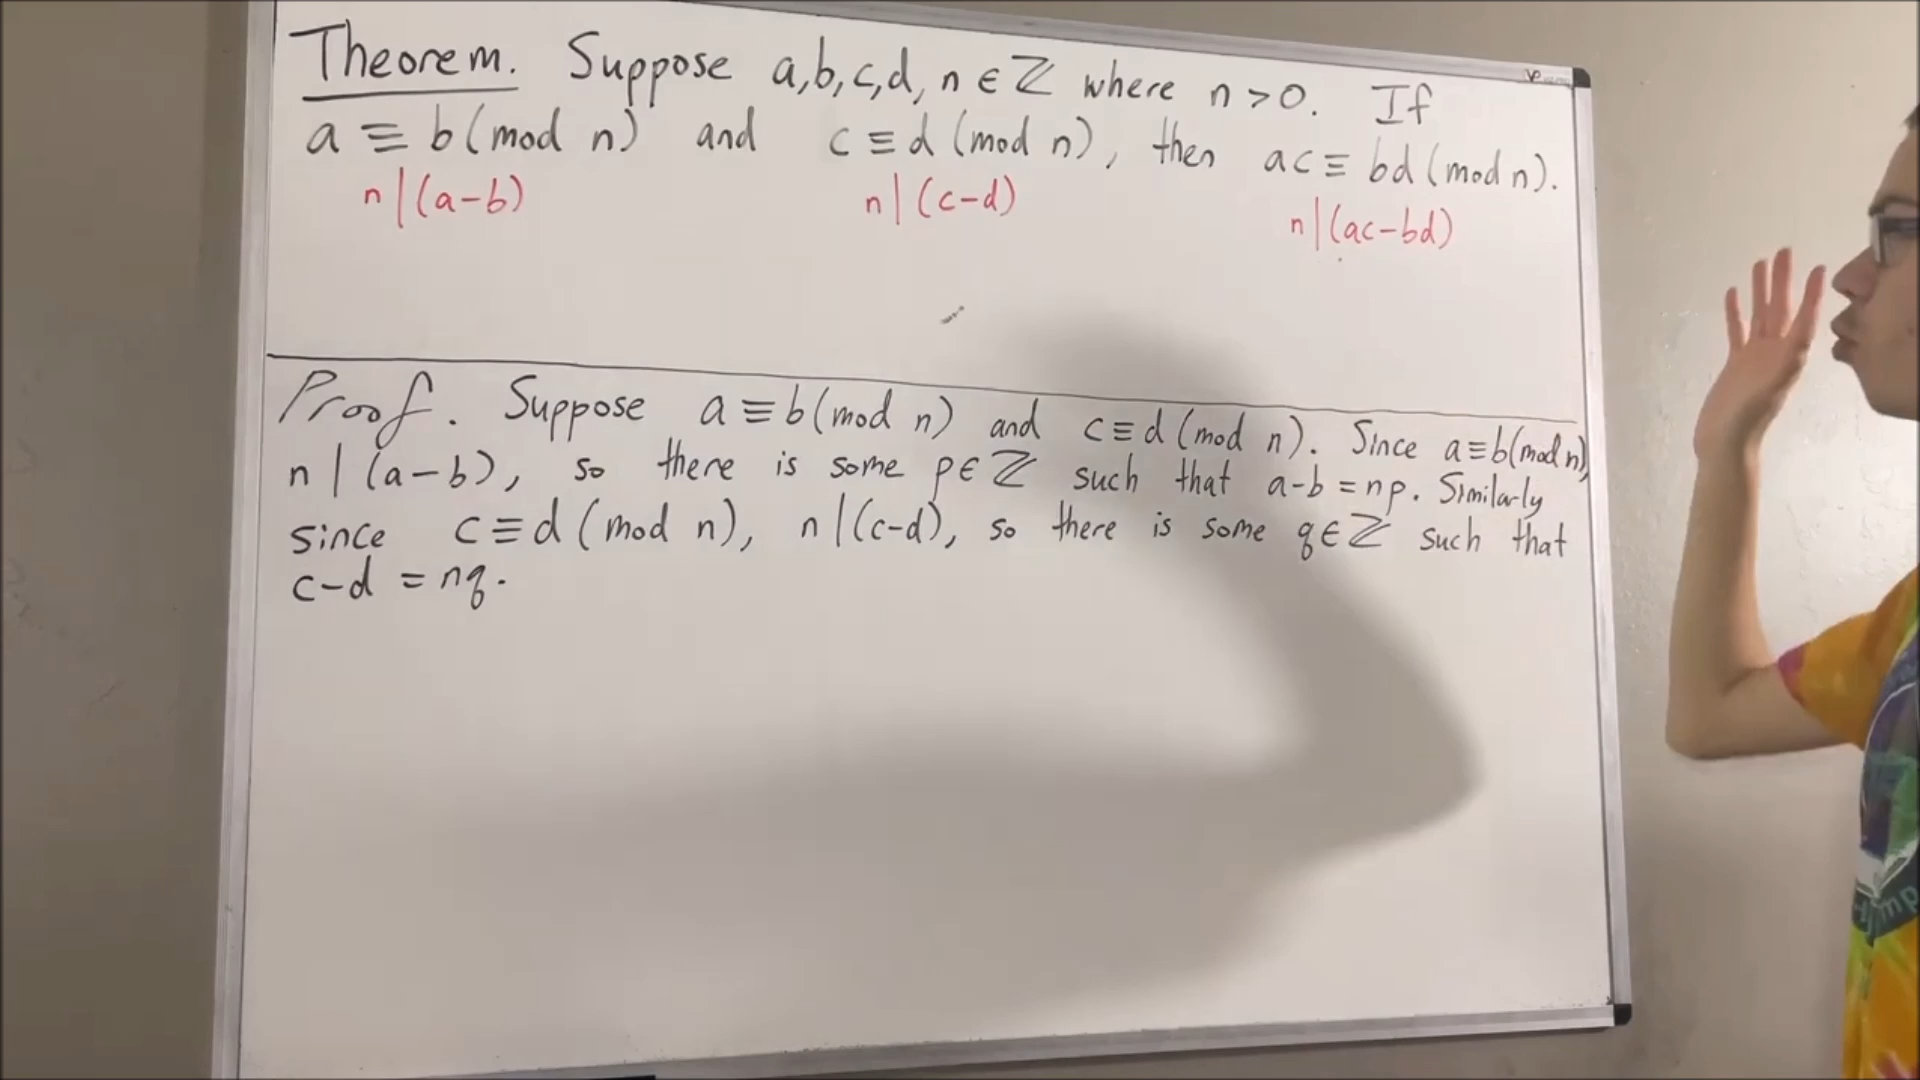 Theorem. Suppose a,b,c,d, n ∈ ℤ where n > 0. If
a ≡ b (mod n) and c ≡ d (mod n), then ac ≡ bd (mod n).
n | (a-b) n | (c-d) n | (ac-bd)
Proof. Suppose a ≡ b (mod n) and c ≡ d (mod n). Since a ≡ b (mod n),
n | (a-b), so there is some p ∈ ℤ such that a-b = np. Similarly
since c ≡ d (mod n), n | (c-d), so there is some q ∈ ℤ such that
c-d = nq.